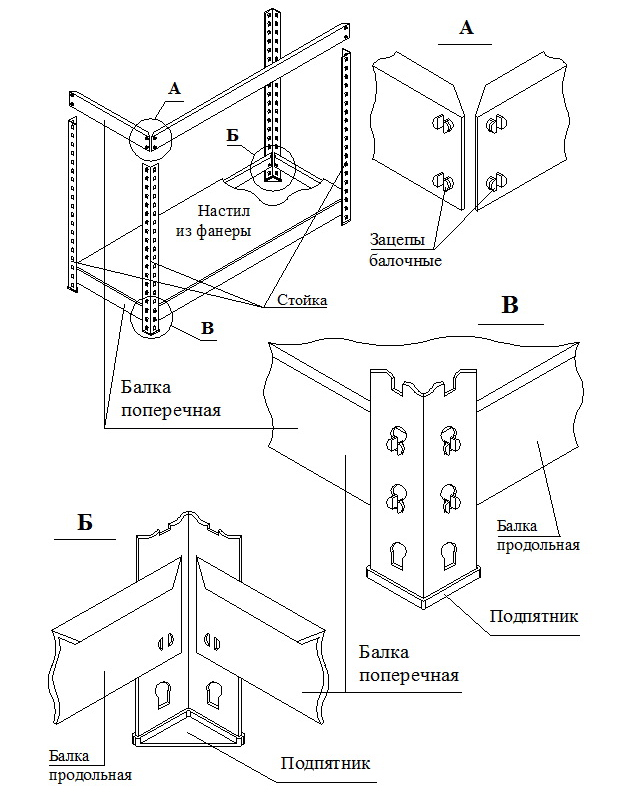 А
А
Б
Настил
из фанеры
Зацепы
балочные
Стойка
В
В
Балка
поперечная
Б
Балка
продольная
Подпятник
Балка
поперечная
Балка
продольная
Подпятник